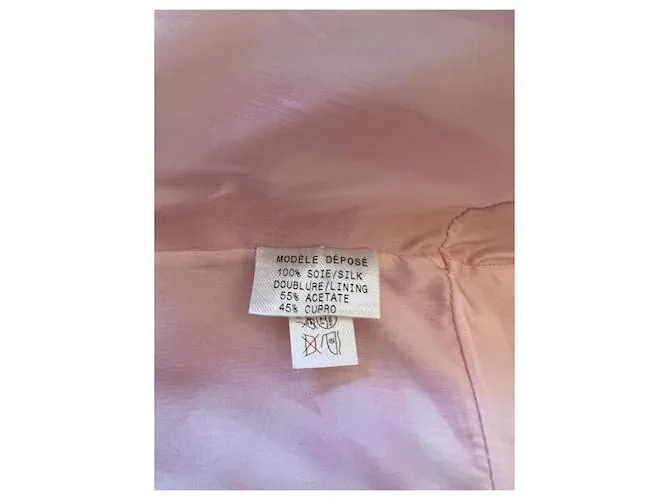 MODÈLE DÉPOSÉ
100% SOIE/SILK
DOUBLURE/LINING
55% ACETATE
45% CUPRO